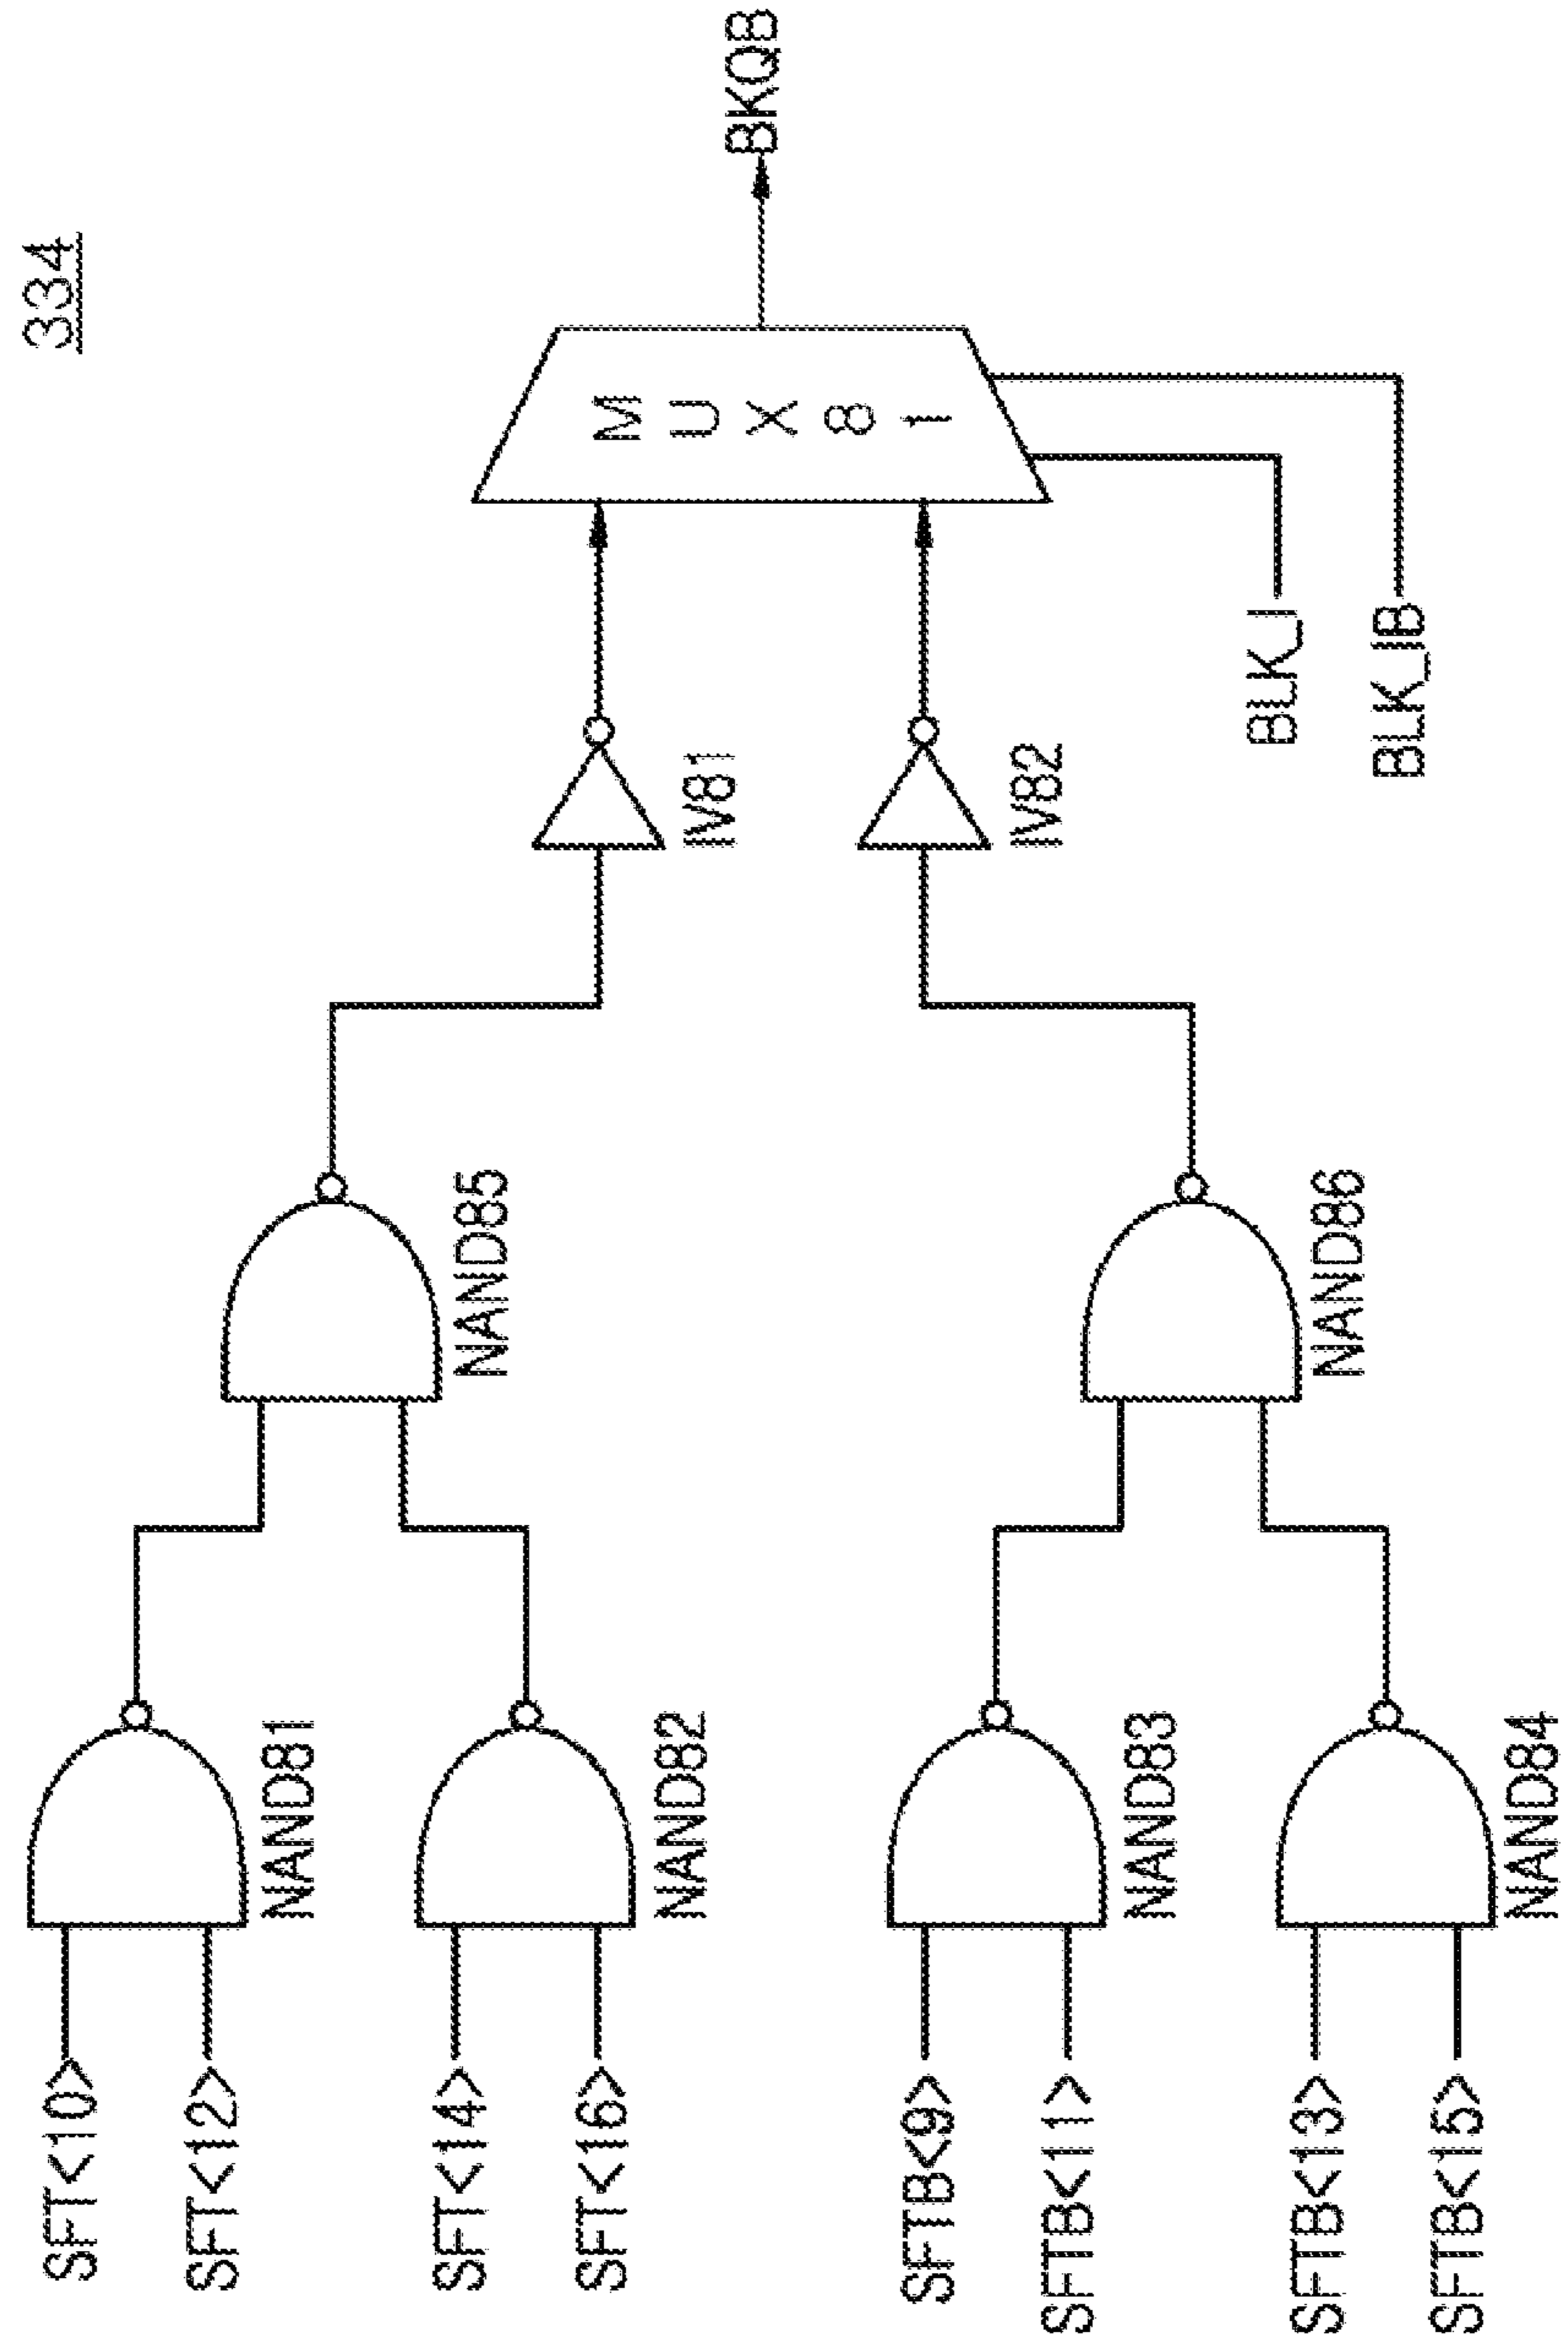 334
SFT<10>
SFT<12>
NAND81
SFT<14>
SFT<16>
NAND82
NAND85
IV81
SFTB<9>
SFTB<11>
NAND83
SFTB<13>
SFTB<15>
NAND84
NAND86
IV82
MUX81
BLK_I
BLK_IB
BKQB